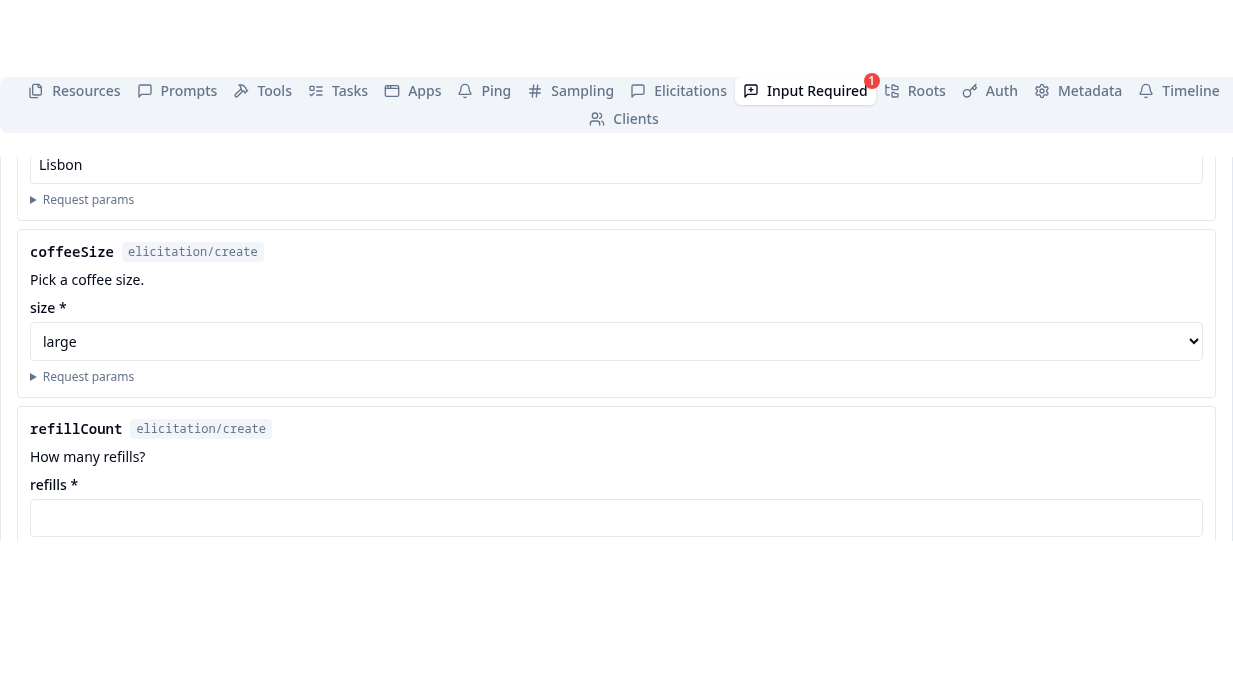 Resources Prompts Tools Tasks Apps Ping Sampling Elicitations Input Required 1 Roots Auth Metadata Timeline
Clients
Lisbon
Request params
coffeeSize elicitation/create
Pick a coffee size.
size *
large
Request params
refillCount elicitation/create
How many refills?
refills *